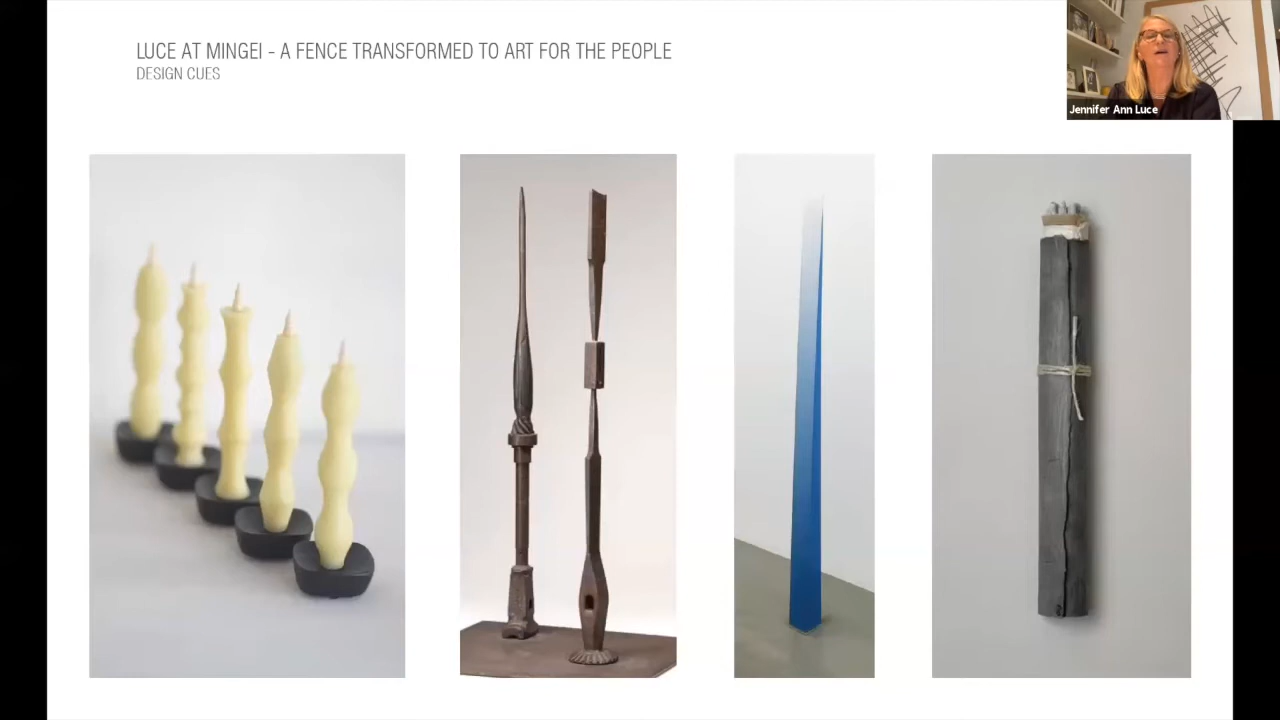 LUCE AT MINGEI - A FENCE TRANSFORMED TO ART FOR THE PEOPLE
DESIGN CUES
Jennifer Ann Luce